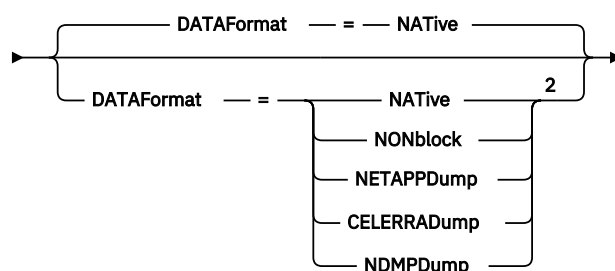 DATAFormat = NATive
DATAFormat = NATive 2
NONblock
NETAPPDump
CELERRADump
NDMPDump